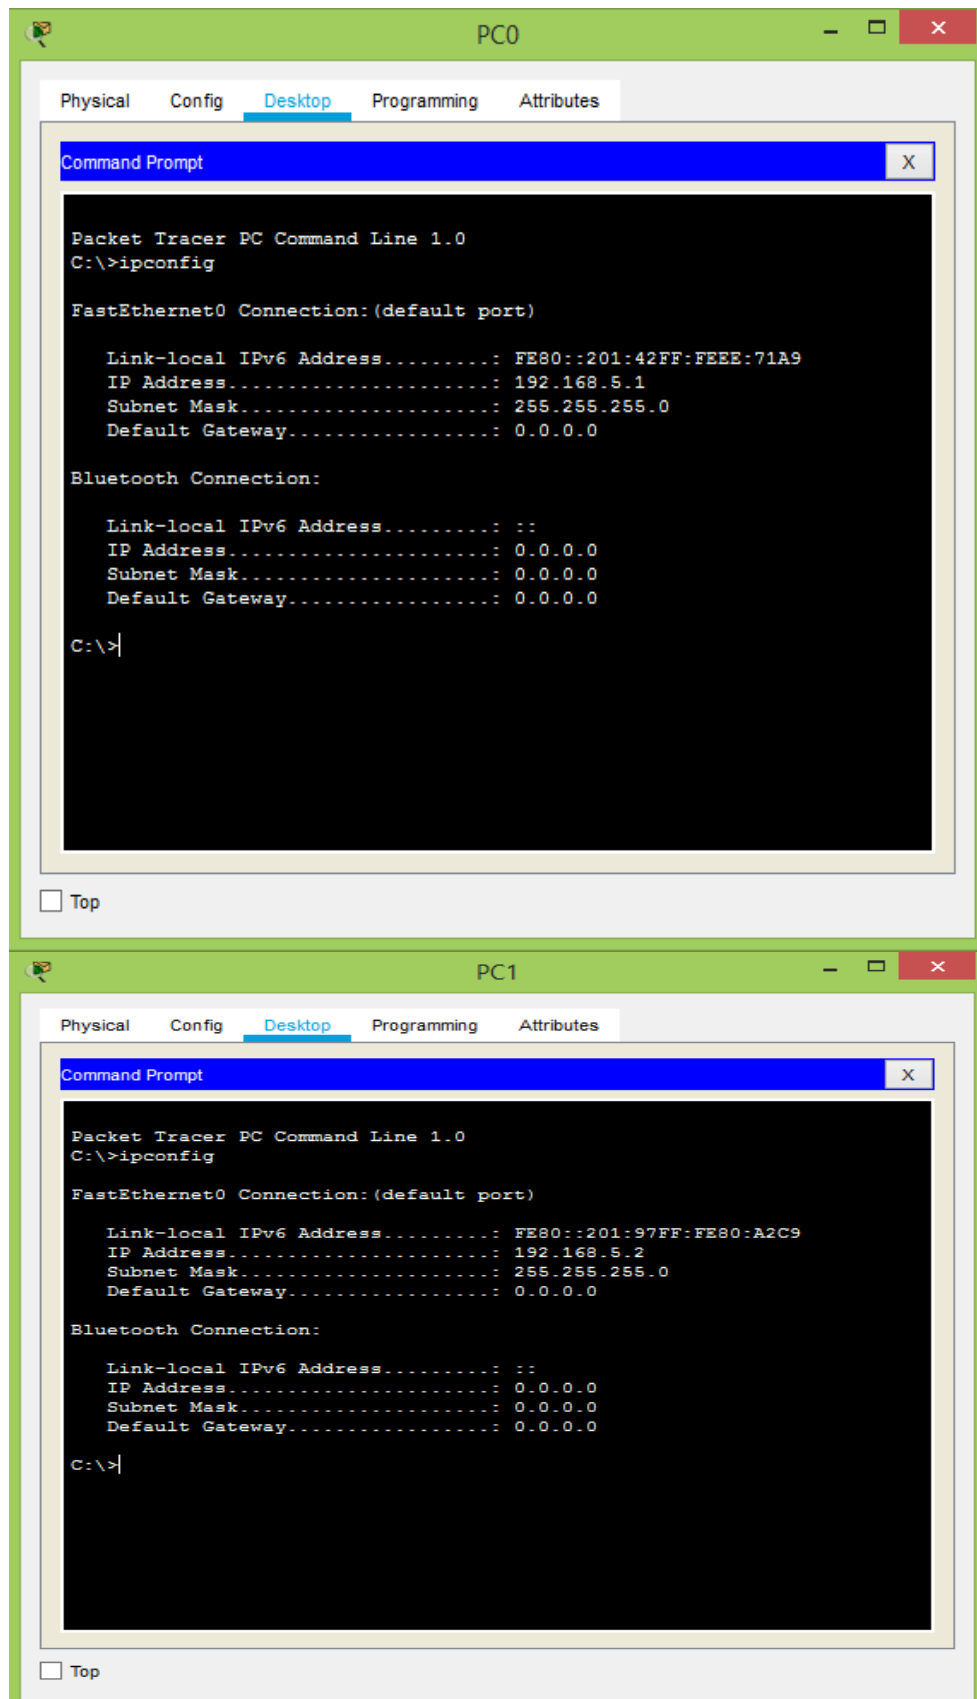 PC0
Physical Config Desktop Programming Attributes
Command Prompt X
Packet Tracer PC Command Line 1.0
C:\>ipconfig
FastEthernet0 Connection:(default port)
Link-local IPv6 Address.........: FE80::201:42FF:FEEE:71A9
IP Address......................: 192.168.5.1
Subnet Mask.....................: 255.255.255.0
Default Gateway.................: 0.0.0.0
Bluetooth Connection:
Link-local IPv6 Address.........: ::
IP Address......................: 0.0.0.0
Subnet Mask.....................: 0.0.0.0
Default Gateway.................: 0.0.0.0
C:\>
Top
PC1
Physical Config Desktop Programming Attributes
Command Prompt X
Packet Tracer PC Command Line 1.0
C:\>ipconfig
FastEthernet0 Connection:(default port)
Link-local IPv6 Address.........: FE80::201:97FF:FE80:A2C9
IP Address......................: 192.168.5.2
Subnet Mask.....................: 255.255.255.0
Default Gateway.................: 0.0.0.0
Bluetooth Connection:
Link-local IPv6 Address.........: ::
IP Address......................: 0.0.0.0
Subnet Mask.....................: 0.0.0.0
Default Gateway.................: 0.0.0.0
C:\>
Top